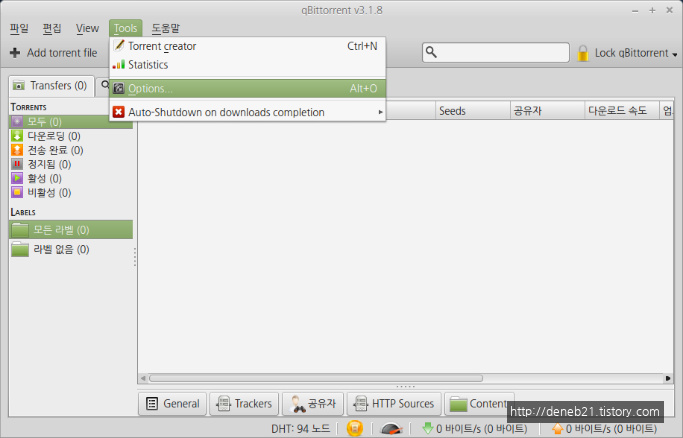 qBittorrent v3.1.8
파일 편집 View Tools 도움말
Add torrent file Lock qBittorrent
Torrent creator Ctrl+N
Statistics
Options... Alt+O
Auto-Shutdown on downloads completion
Transfers (0)
TORRENTS
모두 (0)
다운로딩 (0)
전송 완료 (0)
정지됨 (0)
활성 (0)
비활성 (0)
LABELS
모든 라벨 (0)
라벨 없음 (0)
Seeds 공유자 다운로드 속도 업
General Trackers 공유자 HTTP Sources Content
http://deneb21.tistory.com
DHT: 94 노드 0 바이트/s (0 바이트) 0 바이트/s (0 바이트)